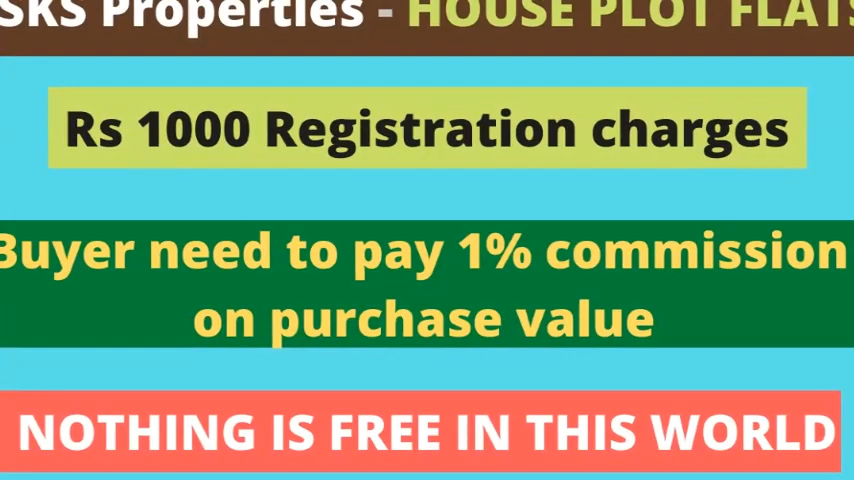 SKS Properties - HOUSE PLOT FLATS
Rs 1000 Registration charges
Buyer need to pay 1% commission
on purchase value
NOTHING IS FREE IN THIS WORLD